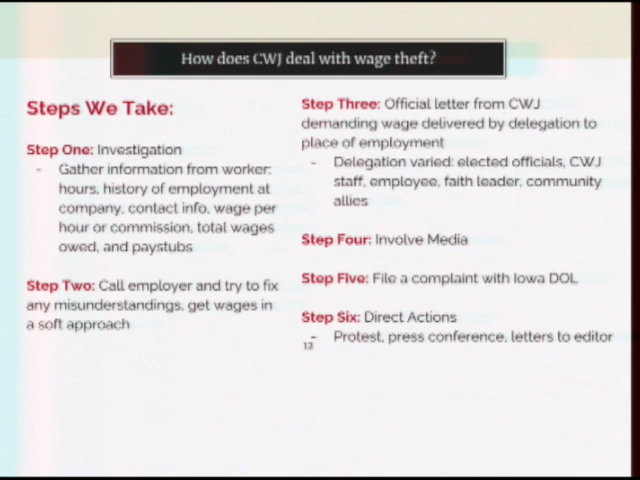 How does CWJ deal with wage theft?
Steps We Take:
Step One: Investigation
- Gather information from worker:
hours, history of employment at
company, contact info, wage per
hour or commission, total wages
owed, and paystubs
Step Two: Call employer and try to fix
any misunderstandings, get wages in
a soft approach
Step Three: Official letter from CWJ
demanding wage delivered by delegation to
place of employment
- Delegation varied: elected officials, CWJ
staff, employee, faith leader, community
allies
Step Four: Involve Media
Step Five: File a complaint with Iowa DOL
Step Six: Direct Actions
- Protest, press conference, letters to editor
12